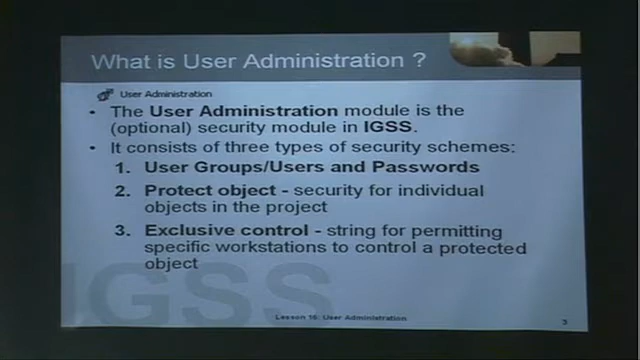 What is User Administration ?
User Administration
• The User Administration module is the
(optional) security module in IGSS.
• It consists of three types of security schemes:
1. User Groups/Users and Passwords
2. Protect object - security for individual
objects in the project
3. Exclusive control - string for permitting
specific workstations to control a protected
object
IGSS
Lesson 16: User Administration
3